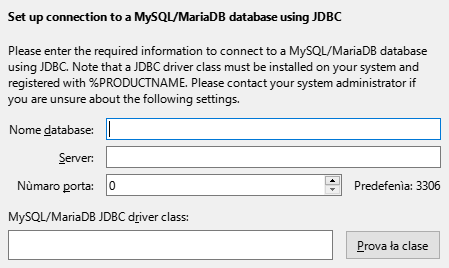 Set up connection to a MySQL/MariaDB database using JDBC
Please enter the required information to connect to a MySQL/MariaDB database
using JDBC. Note that a JDBC driver class must be installed on your system and
registered with %PRODUCTNAME. Please contact your system administrator if
you are unsure about the following settings.
Nome database:
Server:
Nùmaro porta: 0 Predefenìa: 3306
MySQL/MariaDB JDBC driver class:
Prova ła clase